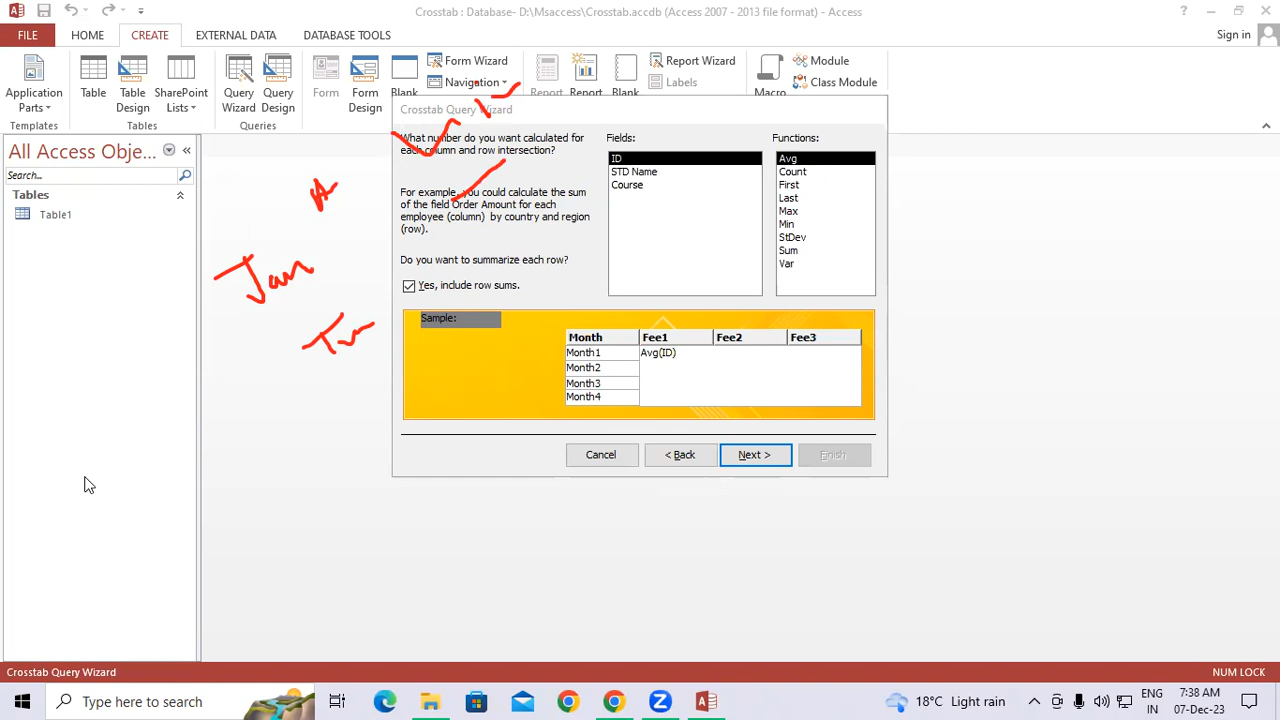 Crosstab : Database- D:\Msaccess\Crosstab.accdb (Access 2007 - 2013 file format) - Access
FILE HOME CREATE EXTERNAL DATA DATABASE TOOLS Sign in
Application Parts
Templates
Table Table Design SharePoint Lists
Tables
Query Wizard Query Design
Queries
Form Form Design Blank
Form Wizard
Navigation
Report Report Blank
Report Wizard
Labels
Macro
Module
Class Module
All Access Obje...
Search...
Tables
Table1
Jan
Crosstab Query Wizard
What number do you want calculated for
each column and row intersection?
For example, you could calculate the sum
of the field Order Amount for each
employee (column) by country and region
(row).
Do you want to summarize each row?
Yes, include row sums.
Fields:
ID
STD Name
Course
Functions:
Avg
Count
First
Last
Max
Min
StDev
Sum
Var
Sample:
Month Fee1 Fee2 Fee3
Month1 Avg(ID)
Month2
Month3
Month4
Cancel < Back Next > Finish
Crosstab Query Wizard NUM LOCK
Type here to search
18°C Light rain
ENG
IN
7:38 AM
07-Dec-23